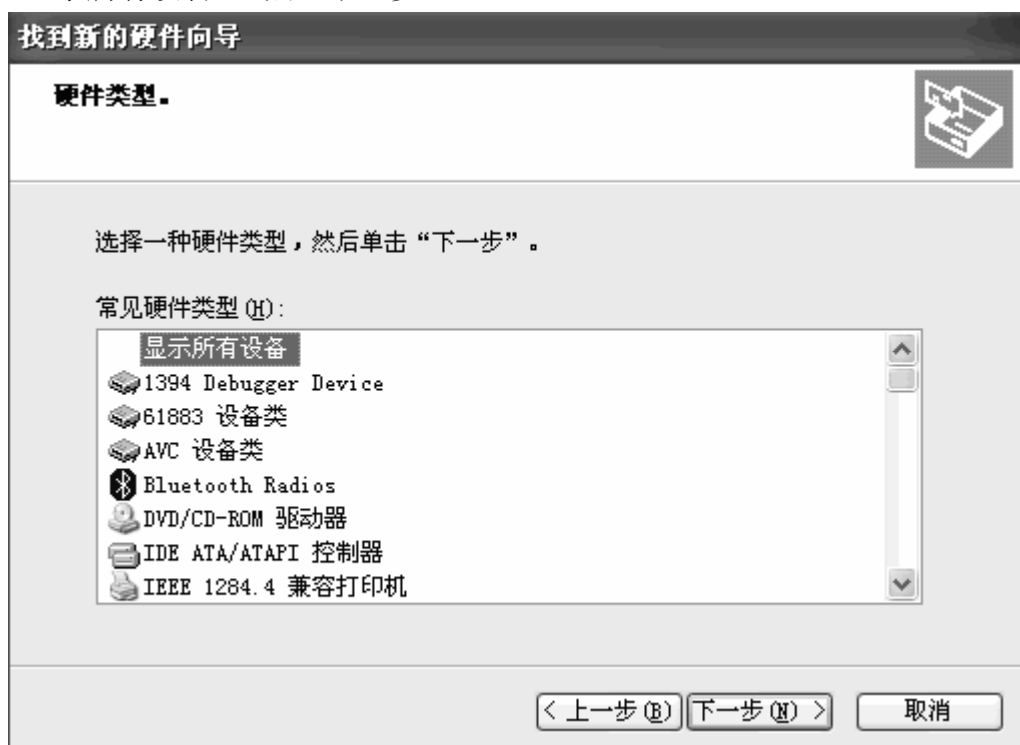 找到新的硬件向导
硬件类型。
选择一种硬件类型，然后单击“下一步”。
常见硬件类型(H):
显示所有设备
1394 Debugger Device
61883 设备类
AVC 设备类
Bluetooth Radios
DVD/CD-ROM 驱动器
IDE ATA/ATAPI 控制器
IEEE 1284.4 兼容打印机
< 上一步(B) 下一步(N) > 取消